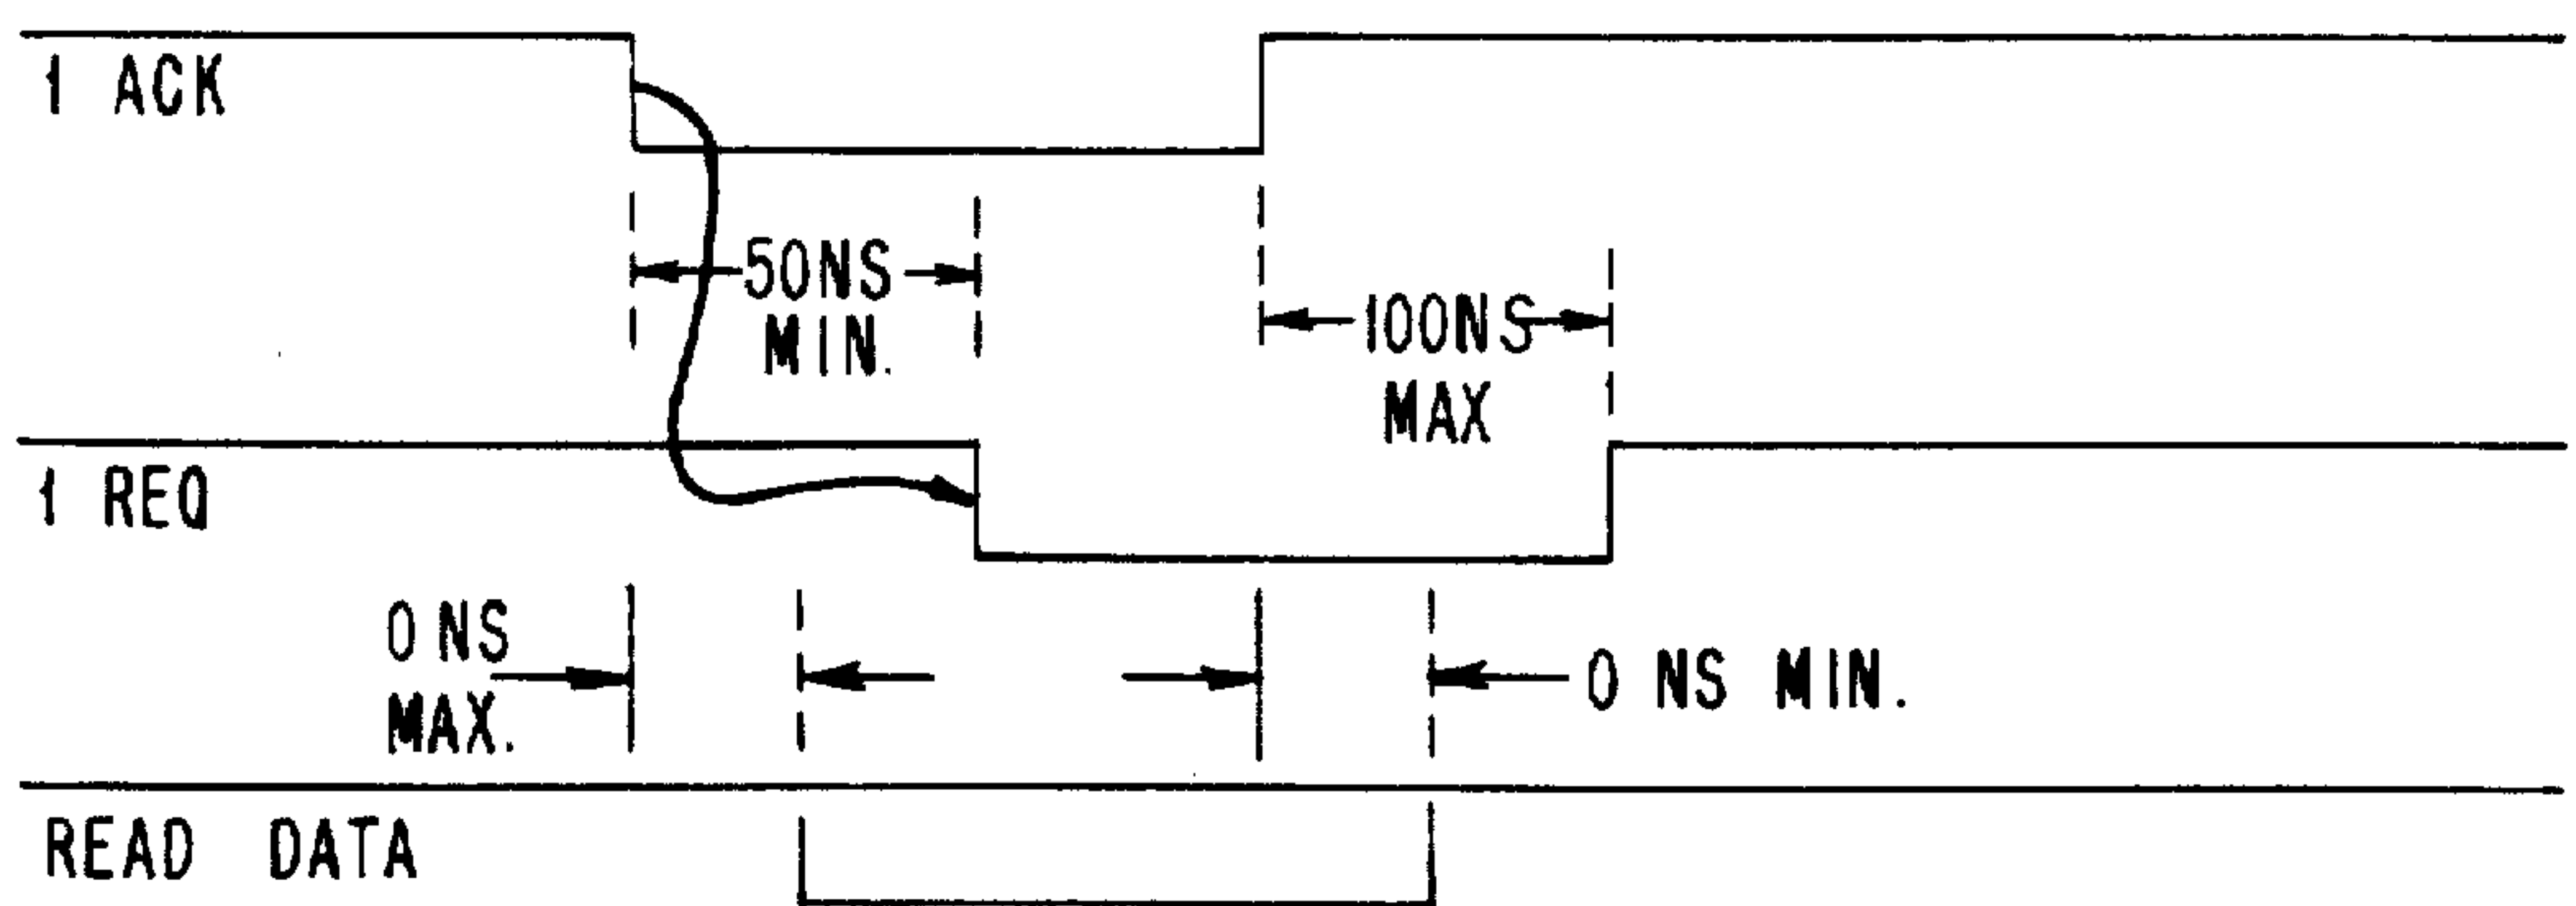 1 ACK
50NS
MIN.
100NS
MAX
1 REQ
0 NS
MAX.
0 NS MIN.
READ DATA